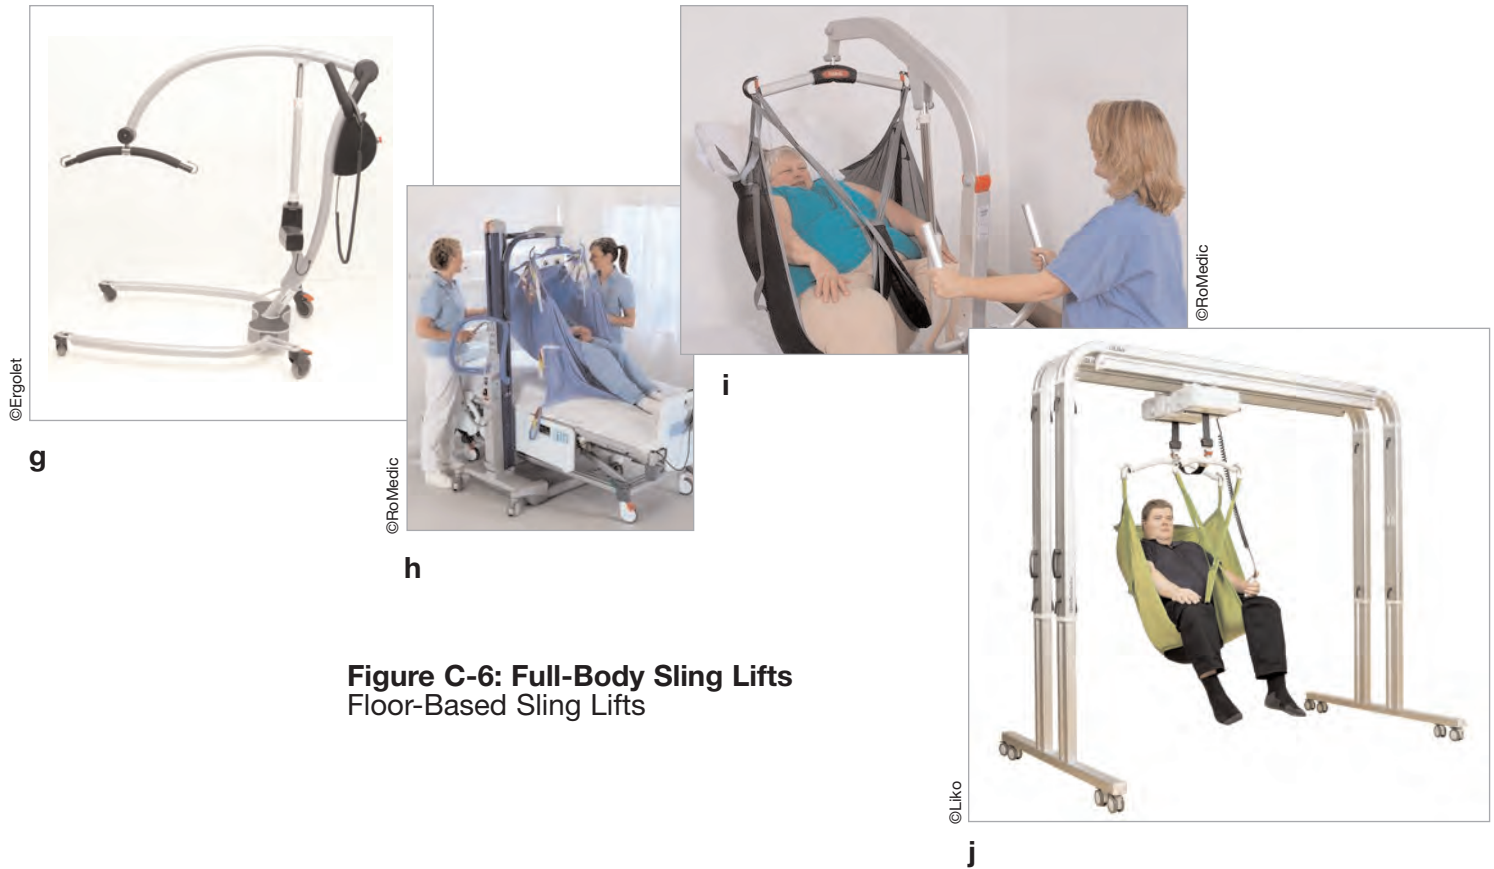 ©Ergolet
g
©RoMedic
h
©RoMedic
i
©Liko
j
Figure C-6: Full-Body Sling Lifts
Floor-Based Sling Lifts